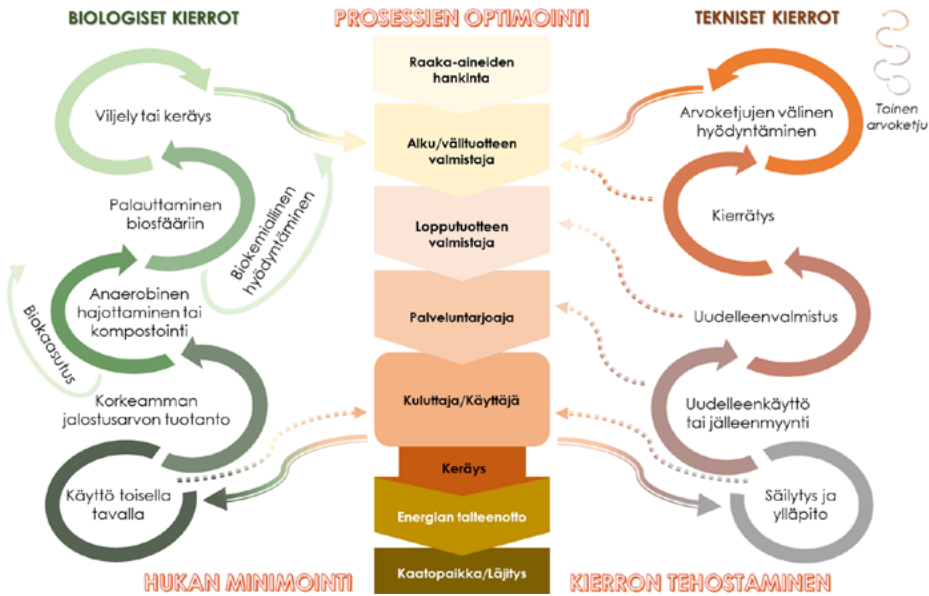 BIOLOGISET KIERROT
PROSESSIEN OPTIMOINTI
TEKNISET KIERROT
Viljely tai keräys
Palauttaminen
biosfääriin
Biokemiallinen
hyödyntäminen
Anaerobinen
hajottaminen tai
kompostointi
Biokaasutus
Korkeamman
jalostusarvon tuotanto
Käyttö toisella
tavalla
Raaka-aineiden
hankinta
Alku/välituotteen
valmistaja
Lopputuotteen
valmistaja
Palveluntarjoaja
Kuluttaja/Käyttäjä
Keräys
Energian talteenotto
Kaatopaikka/Läjitys
Arvoketjujen välinen
hyödyntäminen
Toinen
arvoketju
Kierrätys
Uudelleenvalmistus
Uudelleenkäyttö
tai jälleenmyynti
Säilytys ja
ylläpito
HUKAN MINIMOINTI
KIERRON TEHOSTAMINEN